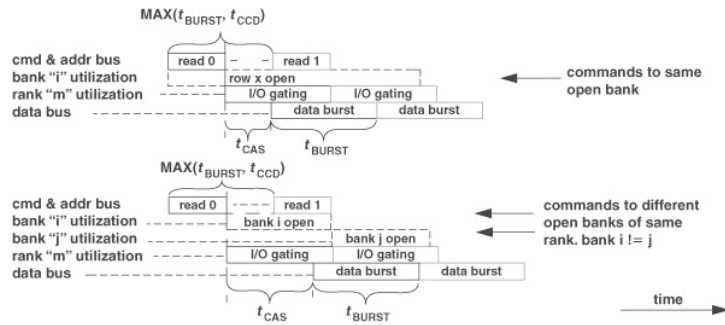 MAX(tBURST, tCCD)
cmd & addr bus read 0 read 1
bank “i” utilization row x open
rank “m” utilization I/O gating I/O gating
data bus data burst data burst
commands to same
open bank
tCAS tBURST
MAX(tBURST, tCCD)
cmd & addr bus read 0 read 1
bank “i” utilization bank i open
bank “j” utilization bank j open
rank “m” utilization I/O gating I/O gating
data bus data burst data burst
commands to different
open banks of same
rank. bank i != j
tCAS tBURST
time